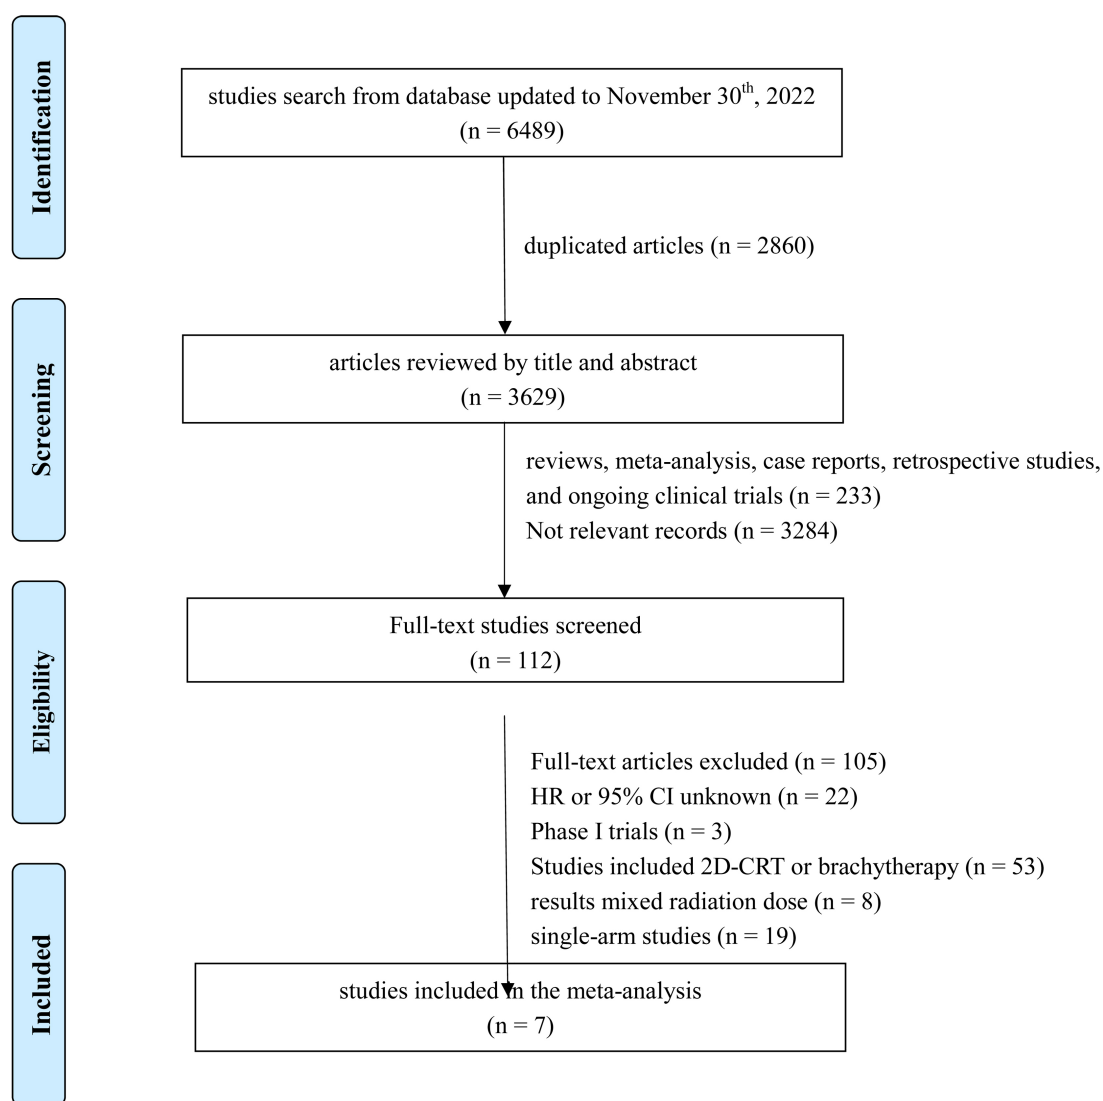 Identification
studies search from database updated to November 30th, 2022
(n = 6489)
duplicated articles (n = 2860)
Screening
articles reviewed by title and abstract
(n = 3629)
reviews, meta-analysis, case reports, retrospective studies,
and ongoing clinical trials (n = 233)
Not relevant records (n = 3284)
Eligibility
Full-text studies screened
(n = 112)
Full-text articles excluded (n = 105)
HR or 95% CI unknown (n = 22)
Phase I trials (n = 3)
Studies included 2D-CRT or brachytherapy (n = 53)
results mixed radiation dose (n = 8)
single-arm studies (n = 19)
Included
studies included in the meta-analysis
(n = 7)